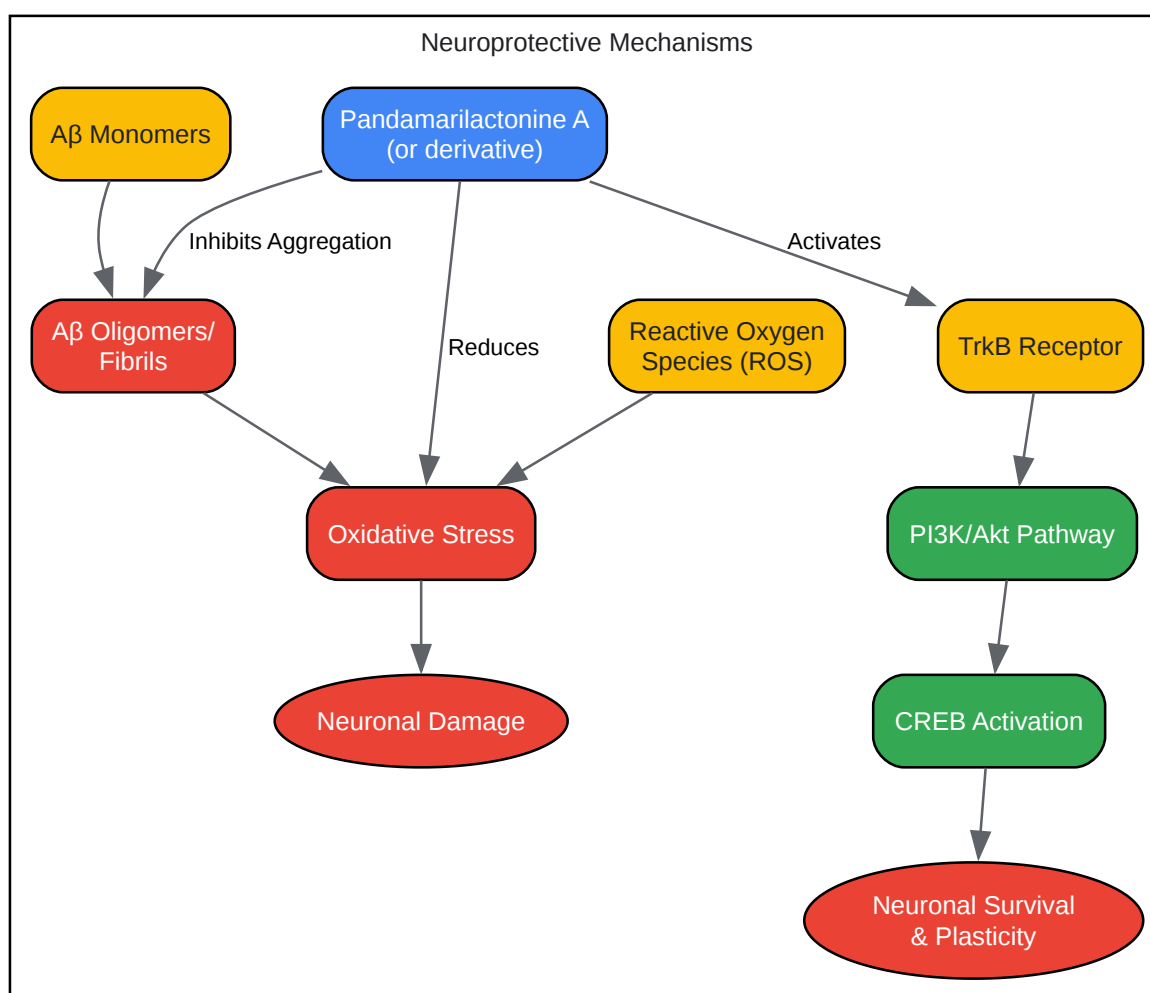 Neuroprotective Mechanisms
Aβ Monomers
Pandamarilactonine A
(or derivative)
Inhibits Aggregation
Activates
Aβ Oligomers/
Fibrils
Reduces
Reactive Oxygen
Species (ROS)
TrkB Receptor
Oxidative Stress
PI3K/Akt Pathway
Neuronal Damage
CREB Activation
Neuronal Survival
& Plasticity